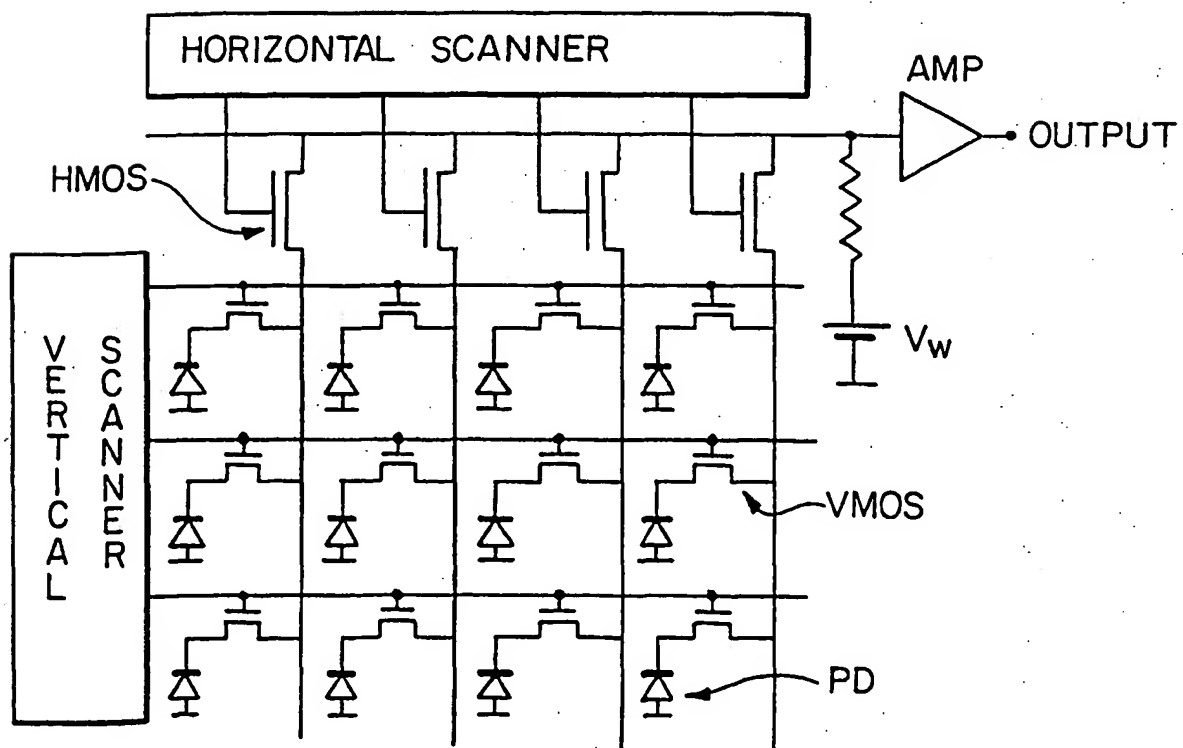 HORIZONTAL SCANNER
AMP
OUTPUT
HMOS
VERTICAL
SCANNER
Vw
VMOS
PD